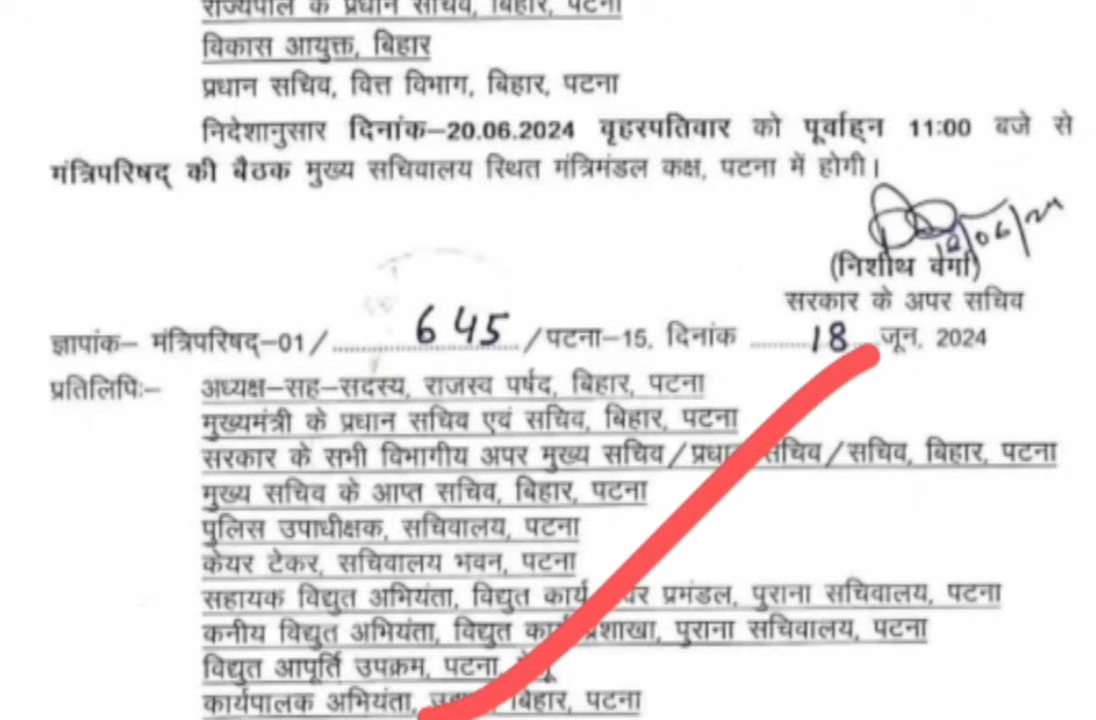 राज्यपाल के प्रधान सचिव, बिहार, पटना
विकास आयुक्त, बिहार
प्रधान सचिव, वित्त विभाग, बिहार, पटना
निदेशानुसार दिनांक–20.06.2024 वृहस्पतिवार को पूर्वाह्न 11:00 बजे से
मंत्रिपरिषद् की बैठक मुख्य सचिवालय स्थित मंत्रिमंडल कक्ष, पटना में होगी।
18/06/24
(निशीथ वर्मा)
सरकार के अपर सचिव
ज्ञापांक– मंत्रिपरिषद्–01/ 645 /पटना–15, दिनांक 18 जून, 2024
प्रतिलिपिः– अध्यक्ष–सह–सदस्य, राजस्व पर्षद, बिहार, पटना
मुख्यमंत्री के प्रधान सचिव एवं सचिव, बिहार, पटना
सरकार के सभी विभागीय अपर मुख्य सचिव/प्रधान सचिव/सचिव, बिहार, पटना
मुख्य सचिव के आप्त सचिव, बिहार, पटना
पुलिस उपाधीक्षक, सचिवालय, पटना
केयर टेकर, सचिवालय भवन, पटना
सहायक विद्युत अभियंता, विद्युत कार्य प्रमंडल, पुराना सचिवालय, पटना
कनीय विद्युत अभियंता, विद्युत कार्य प्रशाखा, पुराना सचिवालय, पटना
विद्युत आपूर्ति उपक्रम, पटना
कार्यपालक अभियंता, बिहार, पटना